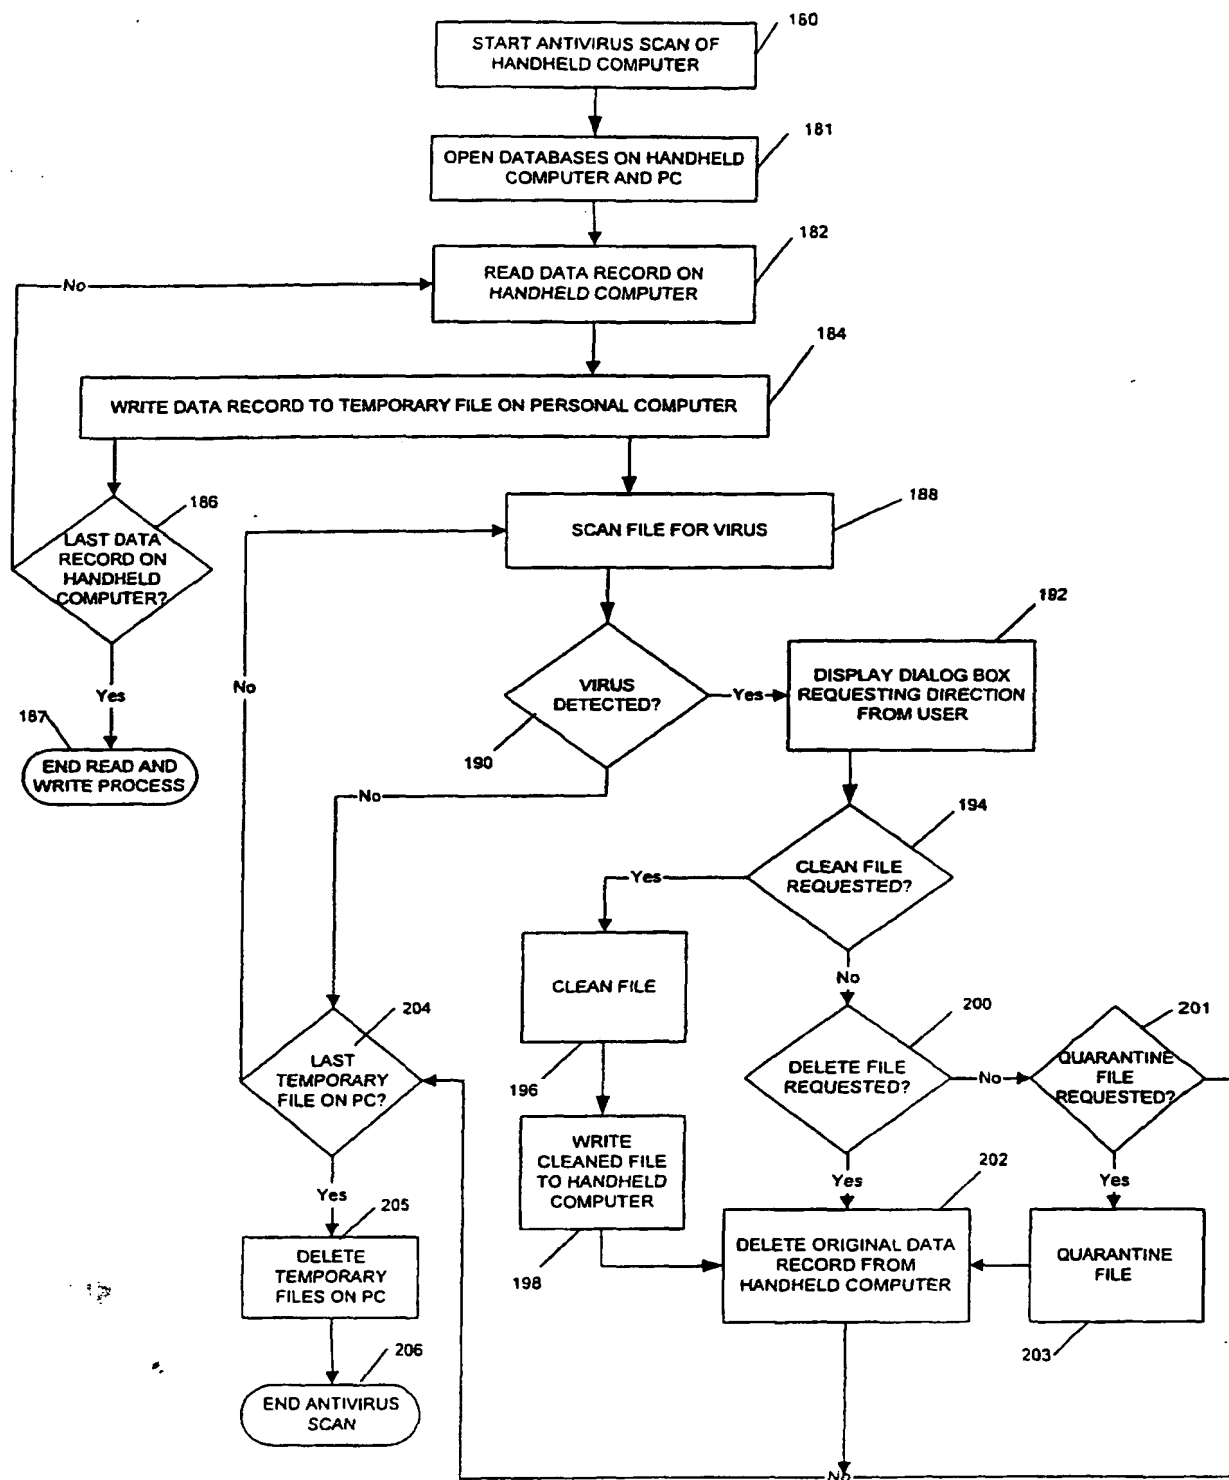 180
START ANTIVIRUS SCAN OF
HANDHELD COMPUTER
181
OPEN DATABASES ON HANDHELD
COMPUTER AND PC
182
READ DATA RECORD ON
HANDHELD COMPUTER
No
184
WRITE DATA RECORD TO TEMPORARY FILE ON PERSONAL COMPUTER
186
LAST DATA
RECORD ON
HANDHELD
COMPUTER?
Yes
187
END READ AND
WRITE PROCESS
188
SCAN FILE FOR VIRUS
No
VIRUS
DETECTED?
190
Yes
192
DISPLAY DIALOG BOX
REQUESTING DIRECTION
FROM USER
No
194
CLEAN FILE
REQUESTED?
Yes
No
CLEAN FILE
196
200
DELETE FILE
REQUESTED?
No
201
QUARANTINE
FILE
REQUESTED?
204
LAST
TEMPORARY
FILE ON PC?
WRITE
CLEANED FILE
TO HANDHELD
COMPUTER
198
Yes
202
DELETE ORIGINAL DATA
RECORD FROM
HANDHELD COMPUTER
Yes
QUARANTINE
FILE
203
Yes
205
DELETE
TEMPORARY
FILES ON PC
206
END ANTIVIRUS
SCAN
No